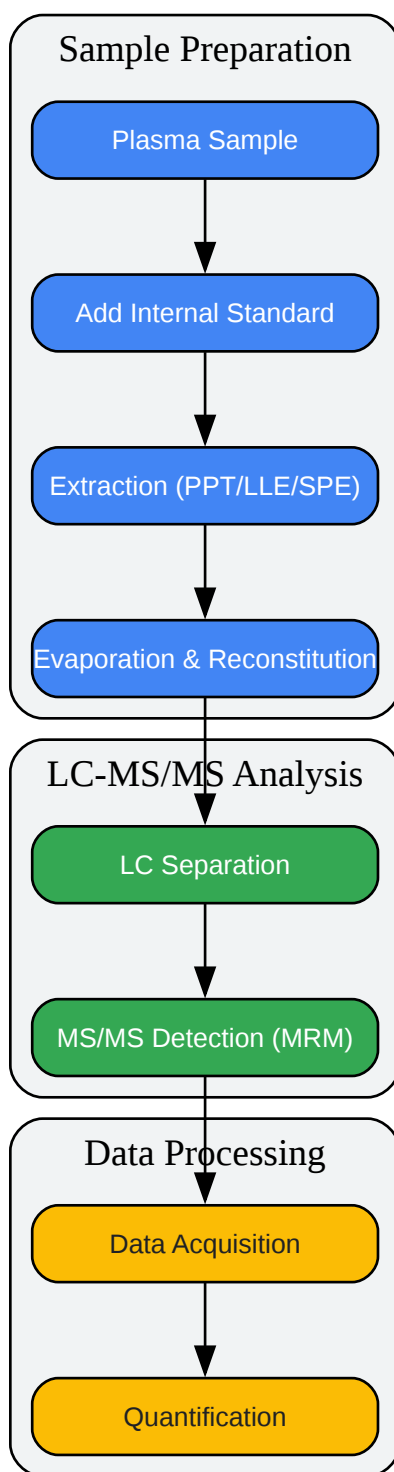 Sample Preparation
Plasma Sample
Add Internal Standard
Extraction (PPT/LLE/SPE)
Evaporation & Reconstitution
LC-MS/MS Analysis
LC Separation
MS/MS Detection (MRM)
Data Processing
Data Acquisition
Quantification